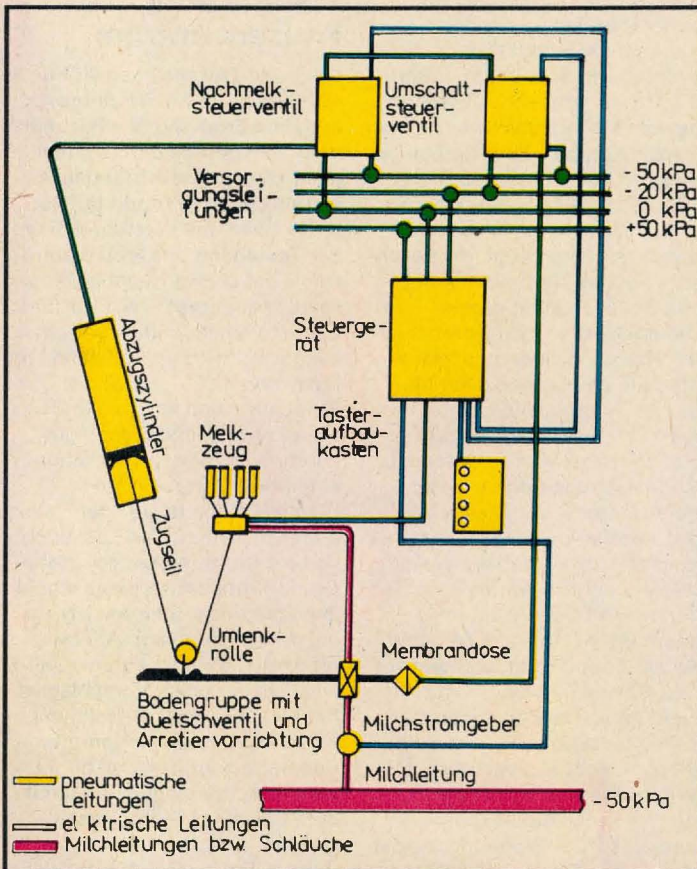 Nachmelk-
steuerventil
Umschalt-
steuer-
ventil
Versor-
gungslei-
tungen
- 50 kPa
- 20 kPa
0 kPa
+50 kPa
Steuerge-
rät
Abzugszylinder
Zugseil
Melk-
zeug
Taster-
aufbau-
kasten
Umlenk-
rolle
Membrandose
Bodengruppe mit
Quetschventil und
Arretiervorrichtung
Milchstromgeber
Milchleitung
- 50 kPa
pneumatische
Leitungen
el ktrische Leitungen
Milchleitungen bzw. Schläuche